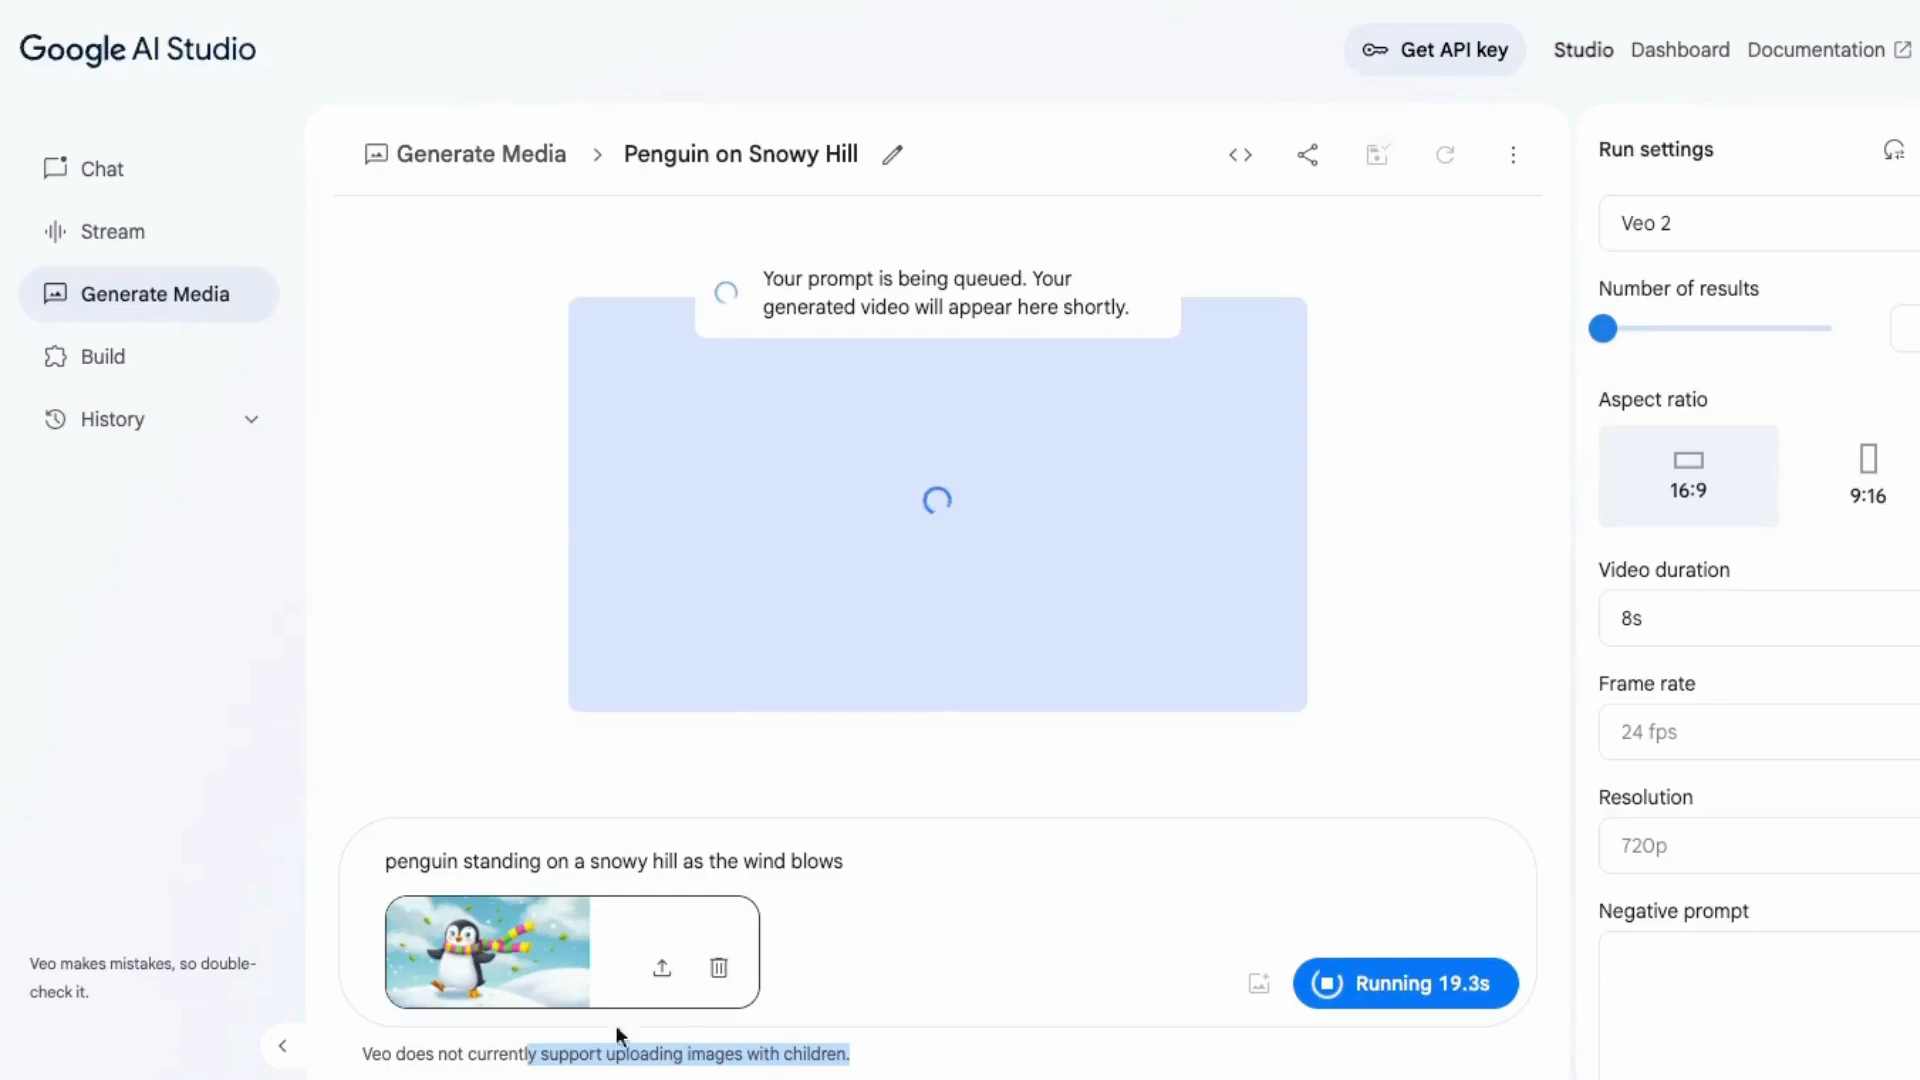 Google AI Studio
Get API key
Studio
Dashboard
Documentation
Chat
Stream
Generate Media
Build
History
Veo makes mistakes, so double-
check it.
Generate Media > Penguin on Snowy Hill
Your prompt is being queued. Your
generated video will appear here shortly.
penguin standing on a snowy hill as the wind blows
Running 19.3s
Veo does not currently support uploading images with children.
Run settings
Veo 2
Number of results
Aspect ratio
16:9
9:16
Video duration
8s
Frame rate
24 fps
Resolution
720p
Negative prompt